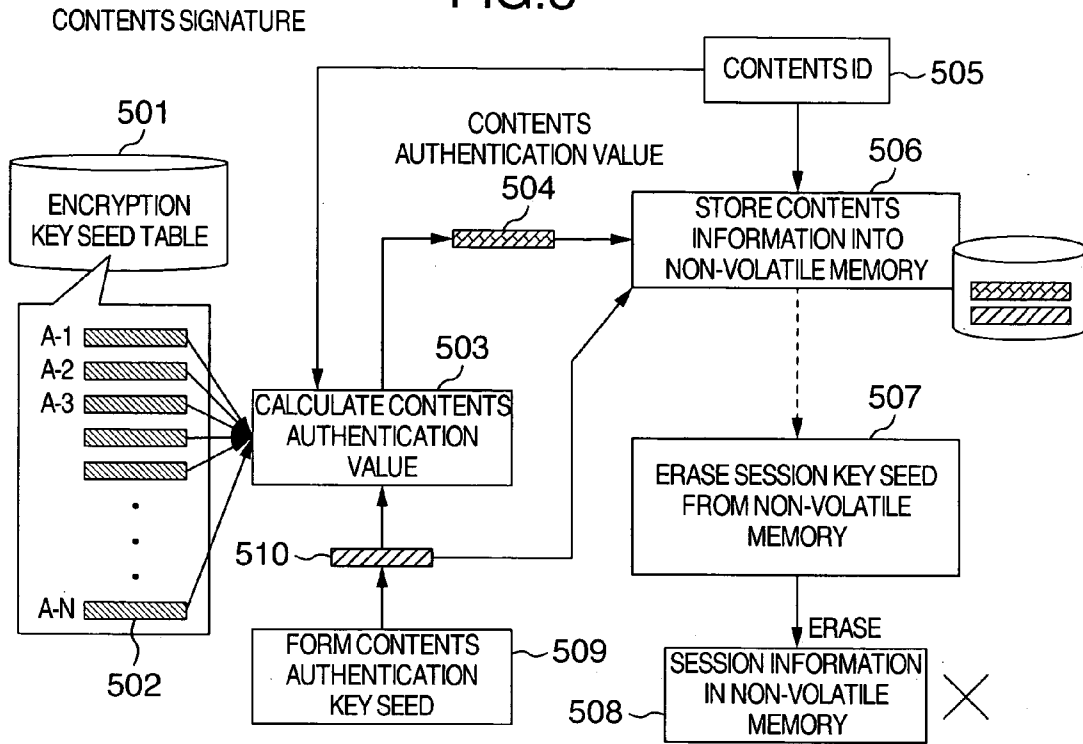 FIG.5
CONTENTS SIGNATURE
CONTENTS ID
505
501
ENCRYPTION
KEY SEED TABLE
CONTENTS
AUTHENTICATION VALUE
504
506
STORE CONTENTS
INFORMATION INTO
NON-VOLATILE MEMORY
A-1
A-2
A-3
A-N
502
503
CALCULATE CONTENTS
AUTHENTICATION
VALUE
510
FORM CONTENTS
AUTHENTICATION
KEY SEED
509
507
ERASE SESSION KEY SEED
FROM NON-VOLATILE
MEMORY
ERASE
SESSION INFORMATION
IN NON-VOLATILE
MEMORY
508